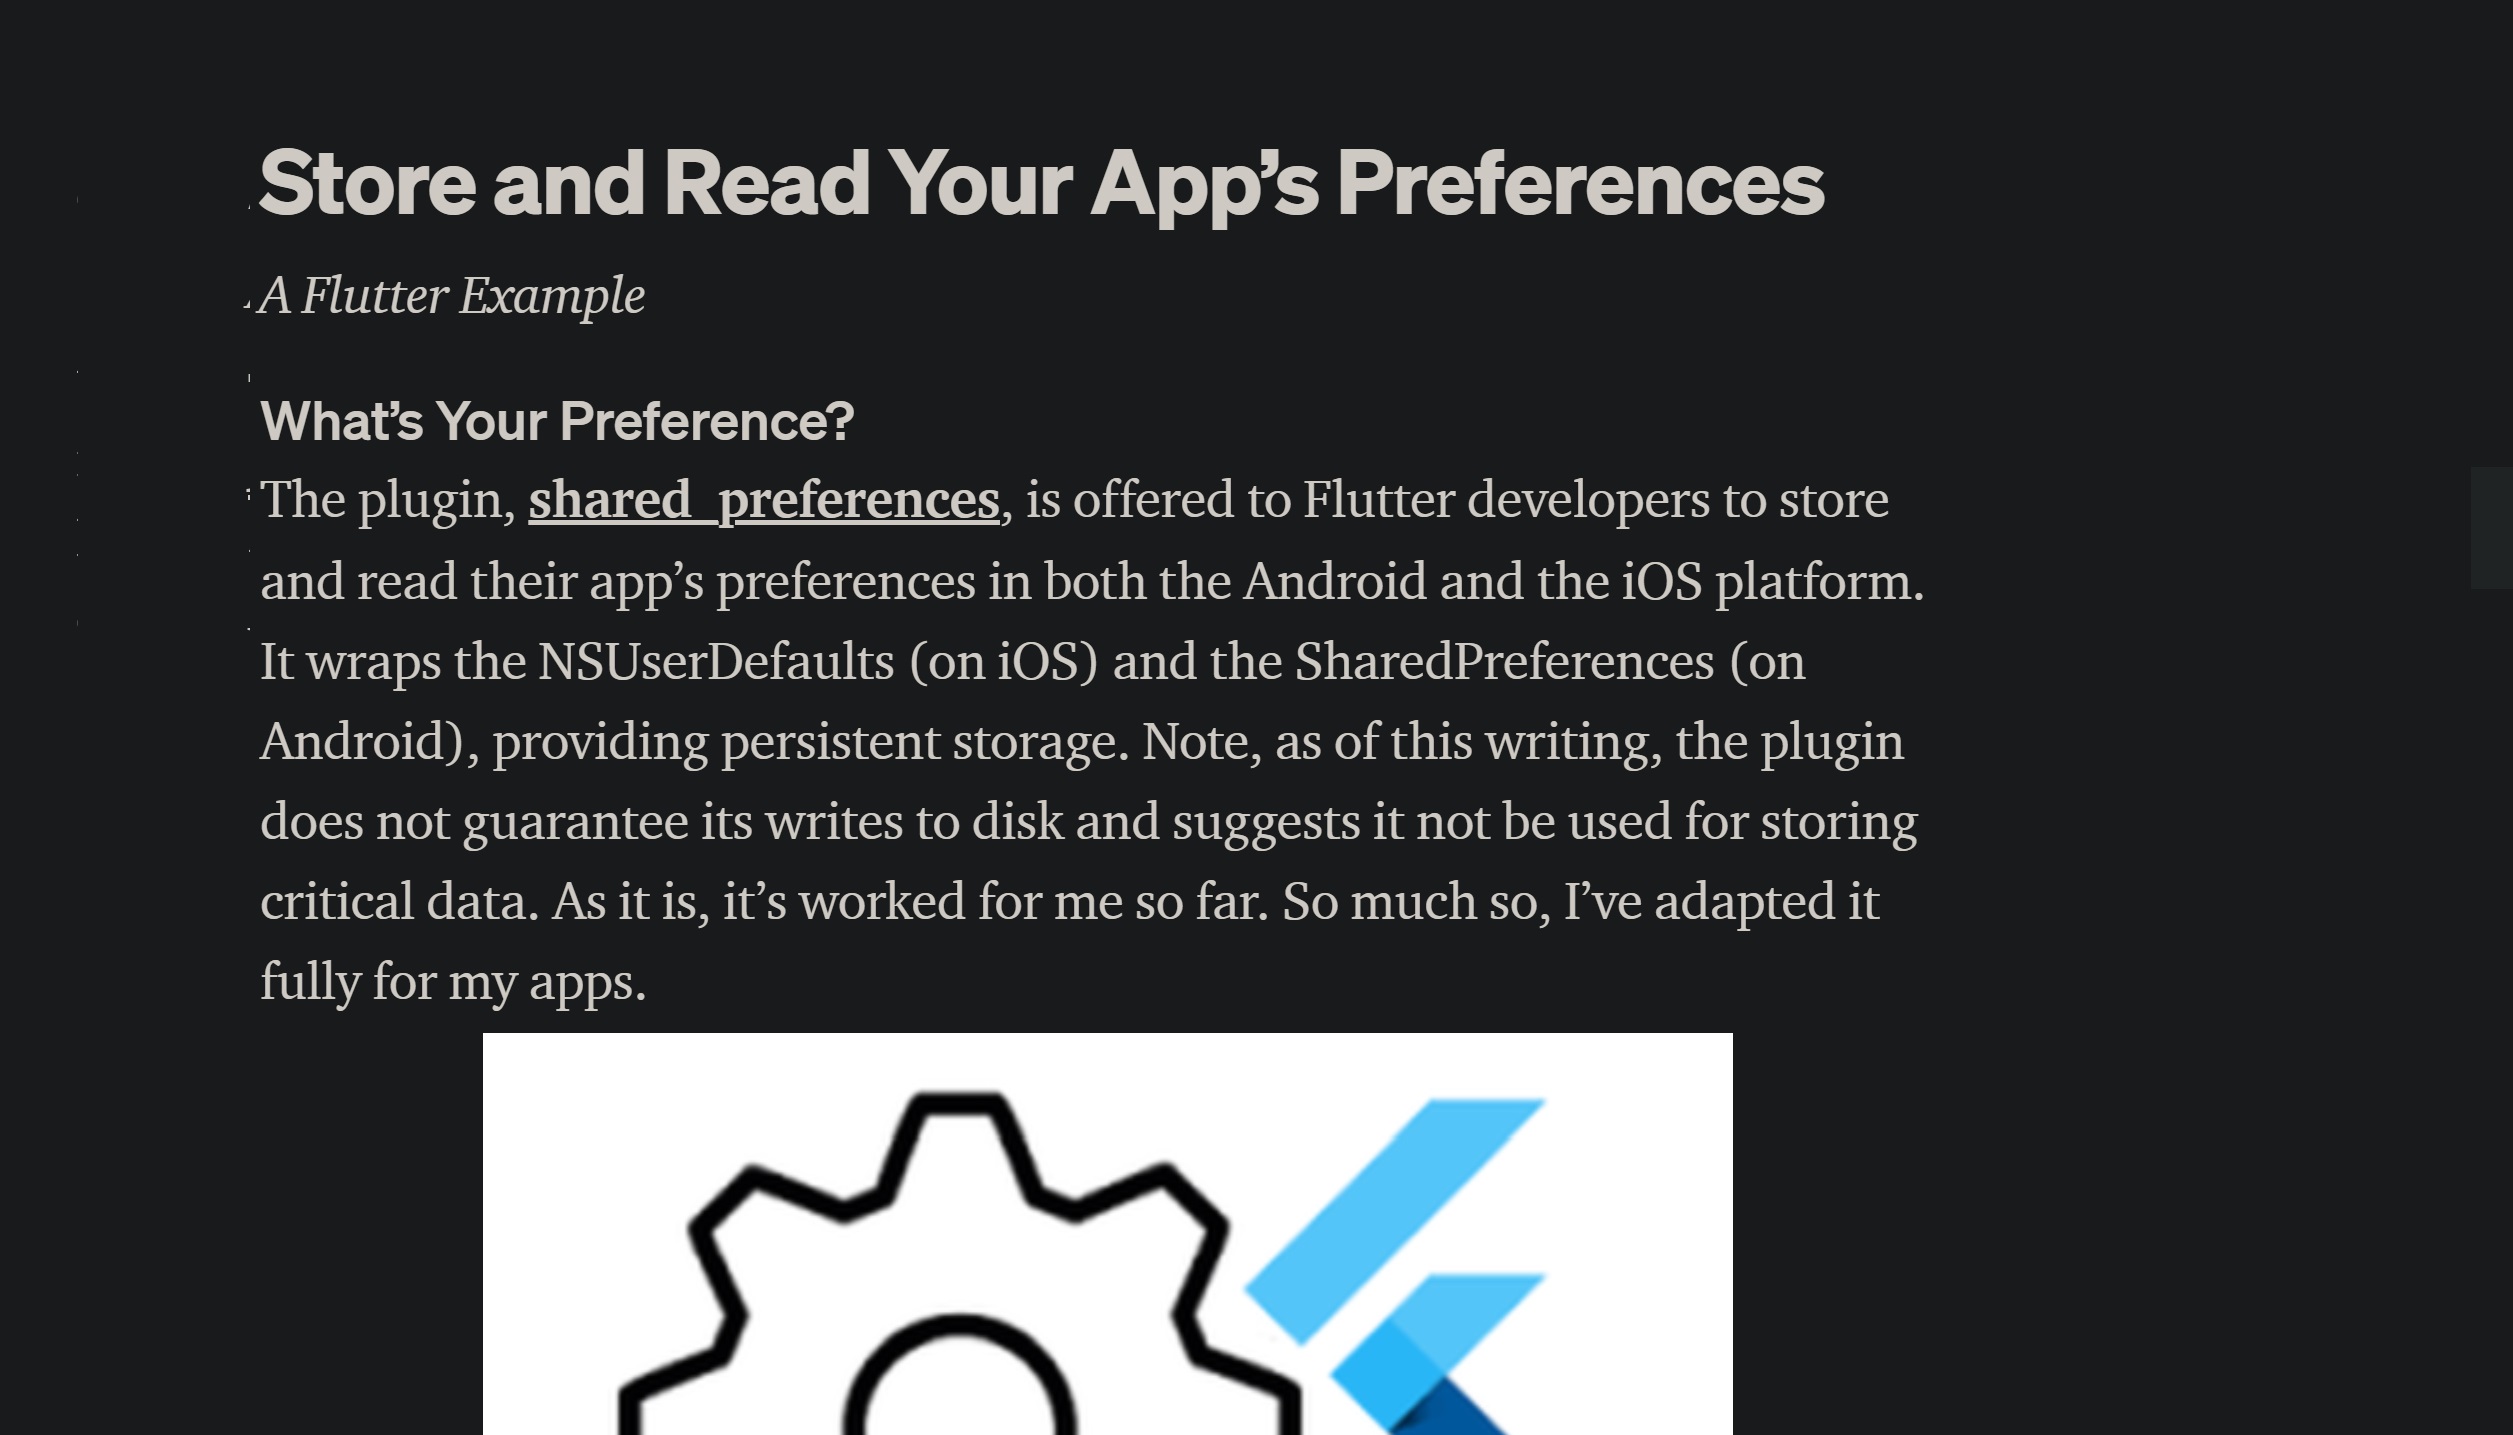 Store and Read Your App’s Preferences
A Flutter Example
What’s Your Preference?
The plugin, shared_preferences, is offered to Flutter developers to store
and read their app’s preferences in both the Android and the iOS platform.
It wraps the NSUserDefaults (on iOS) and the SharedPreferences (on
Android), providing persistent storage. Note, as of this writing, the plugin
does not guarantee its writes to disk and suggests it not be used for storing
critical data. As it is, it’s worked for me so far. So much so, I’ve adapted it
fully for my apps.